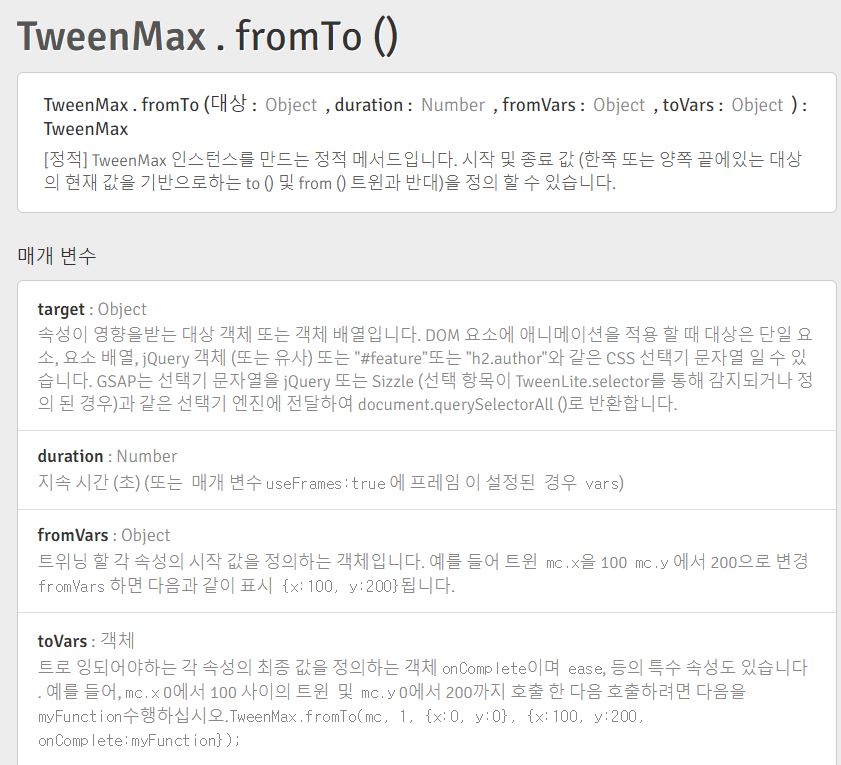 TweenMax . fromTo ()
TweenMax . fromTo (대상 : Object , duration : Number , fromVars : Object , toVars : Object ) :
TweenMax
[정적] TweenMax 인스턴스를 만드는 정적 메서드입니다. 시작 및 종료 값 (한쪽 또는 양쪽 끝에있는 대상
의 현재 값을 기반으로하는 to () 및 from () 트윈과 반대)을 정의 할 수 있습니다.
매개 변수
target : Object
속성이 영향을받는 대상 객체 또는 객체 배열입니다. DOM 요소에 애니메이션을 적용 할 때 대상은 단일 요
소, 요소 배열, jQuery 객체 (또는 유사) 또는 "#feature"또는 "h2.author"와 같은 CSS 선택기 문자열 일 수 있
습니다. GSAP는 선택기 문자열을 jQuery 또는 Sizzle (선택 항목이 TweenLite.selector를 통해 감지되거나 정
의 된 경우)과 같은 선택기 엔진에 전달하여 document.querySelectorAll ()로 반환합니다.
duration : Number
지속 시간 (초) (또는 매개 변수 useFrames:true 에 프레임 이 설정된 경우 vars)
fromVars : Object
트위닝 할 각 속성의 시작 값을 정의하는 객체입니다. 예를 들어 트윈 mc.x을 100 mc.y 에서 200으로 변경
fromVars 하면 다음과 같이 표시 {x:100, y:200}됩니다.
toVars : 객체
트로 잉되어야하는 각 속성의 최종 값을 정의하는 객체 onComplete이며 ease, 등의 특수 속성도 있습니다
. 예를 들어, mc.x 0에서 100 사이의 트윈 및 mc.y 0에서 200까지 호출 한 다음 호출하려면 다음을
myFunction수행하십시오.TweenMax.fromTo(mc, 1, {x:0, y:0}, {x:100, y:200,
onComplete:myFunction});